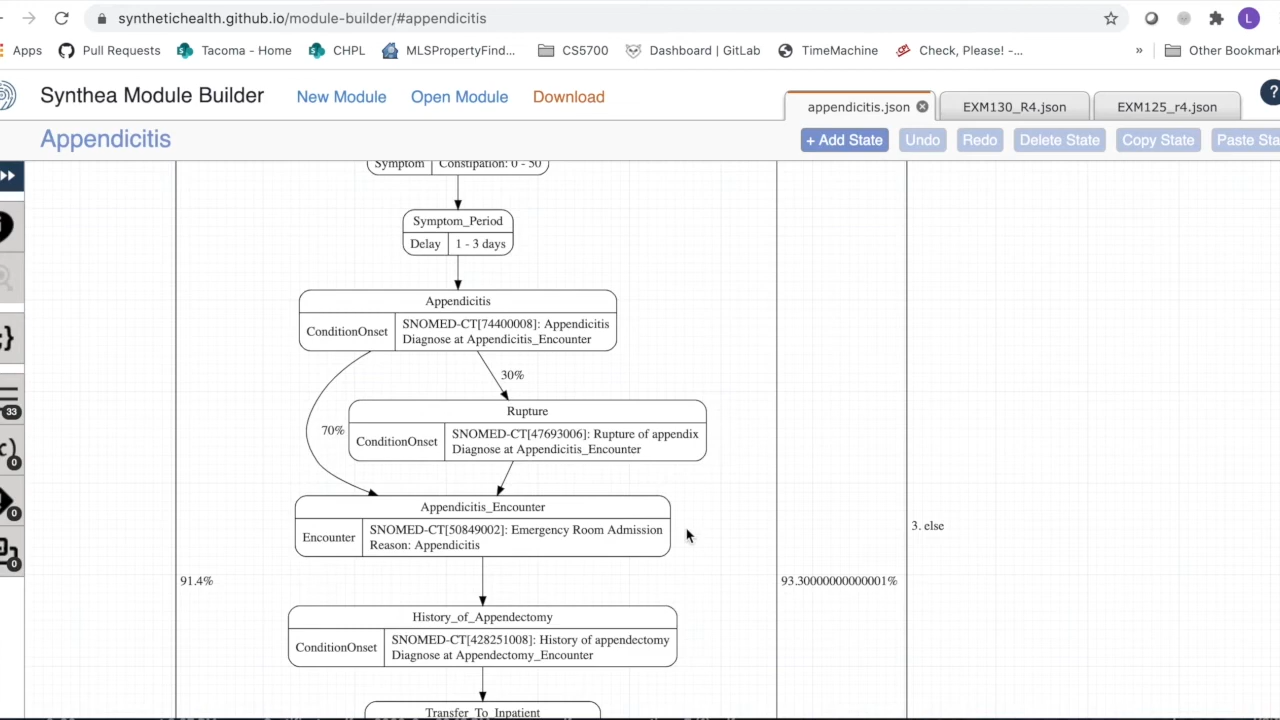 synthetichealth.github.io/module-builder/#appendicitis
L
Apps Pull Requests Tacoma - Home CHPL MLSPropertyFind... CS5700 Dashboard | GitLab TimeMachine Check, Please! -... » Other Bookmark
Synthea Module Builder New Module Open Module Download
appendicitis.json EXM130_R4.json EXM125_r4.json
?
Appendicitis
+ Add State Undo Redo Delete State Copy State Paste Sta
Symptom Constipation: 0 - 50
Symptom_Period
Delay 1 - 3 days
Appendicitis
ConditionOnset
SNOMED-CT[74400008]: Appendicitis
Diagnose at Appendicitis_Encounter
30%
70%
Rupture
ConditionOnset
SNOMED-CT[47693006]: Rupture of appendix
Diagnose at Appendicitis_Encounter
Appendicitis_Encounter
Encounter
SNOMED-CT[50849002]: Emergency Room Admission
Reason: Appendicitis
3. else
91.4%
93.30000000000001%
History_of_Appendectomy
ConditionOnset
SNOMED-CT[428251008]: History of appendectomy
Diagnose at Appendectomy_Encounter
Transfer_To_Inpatient
33
0
0
0